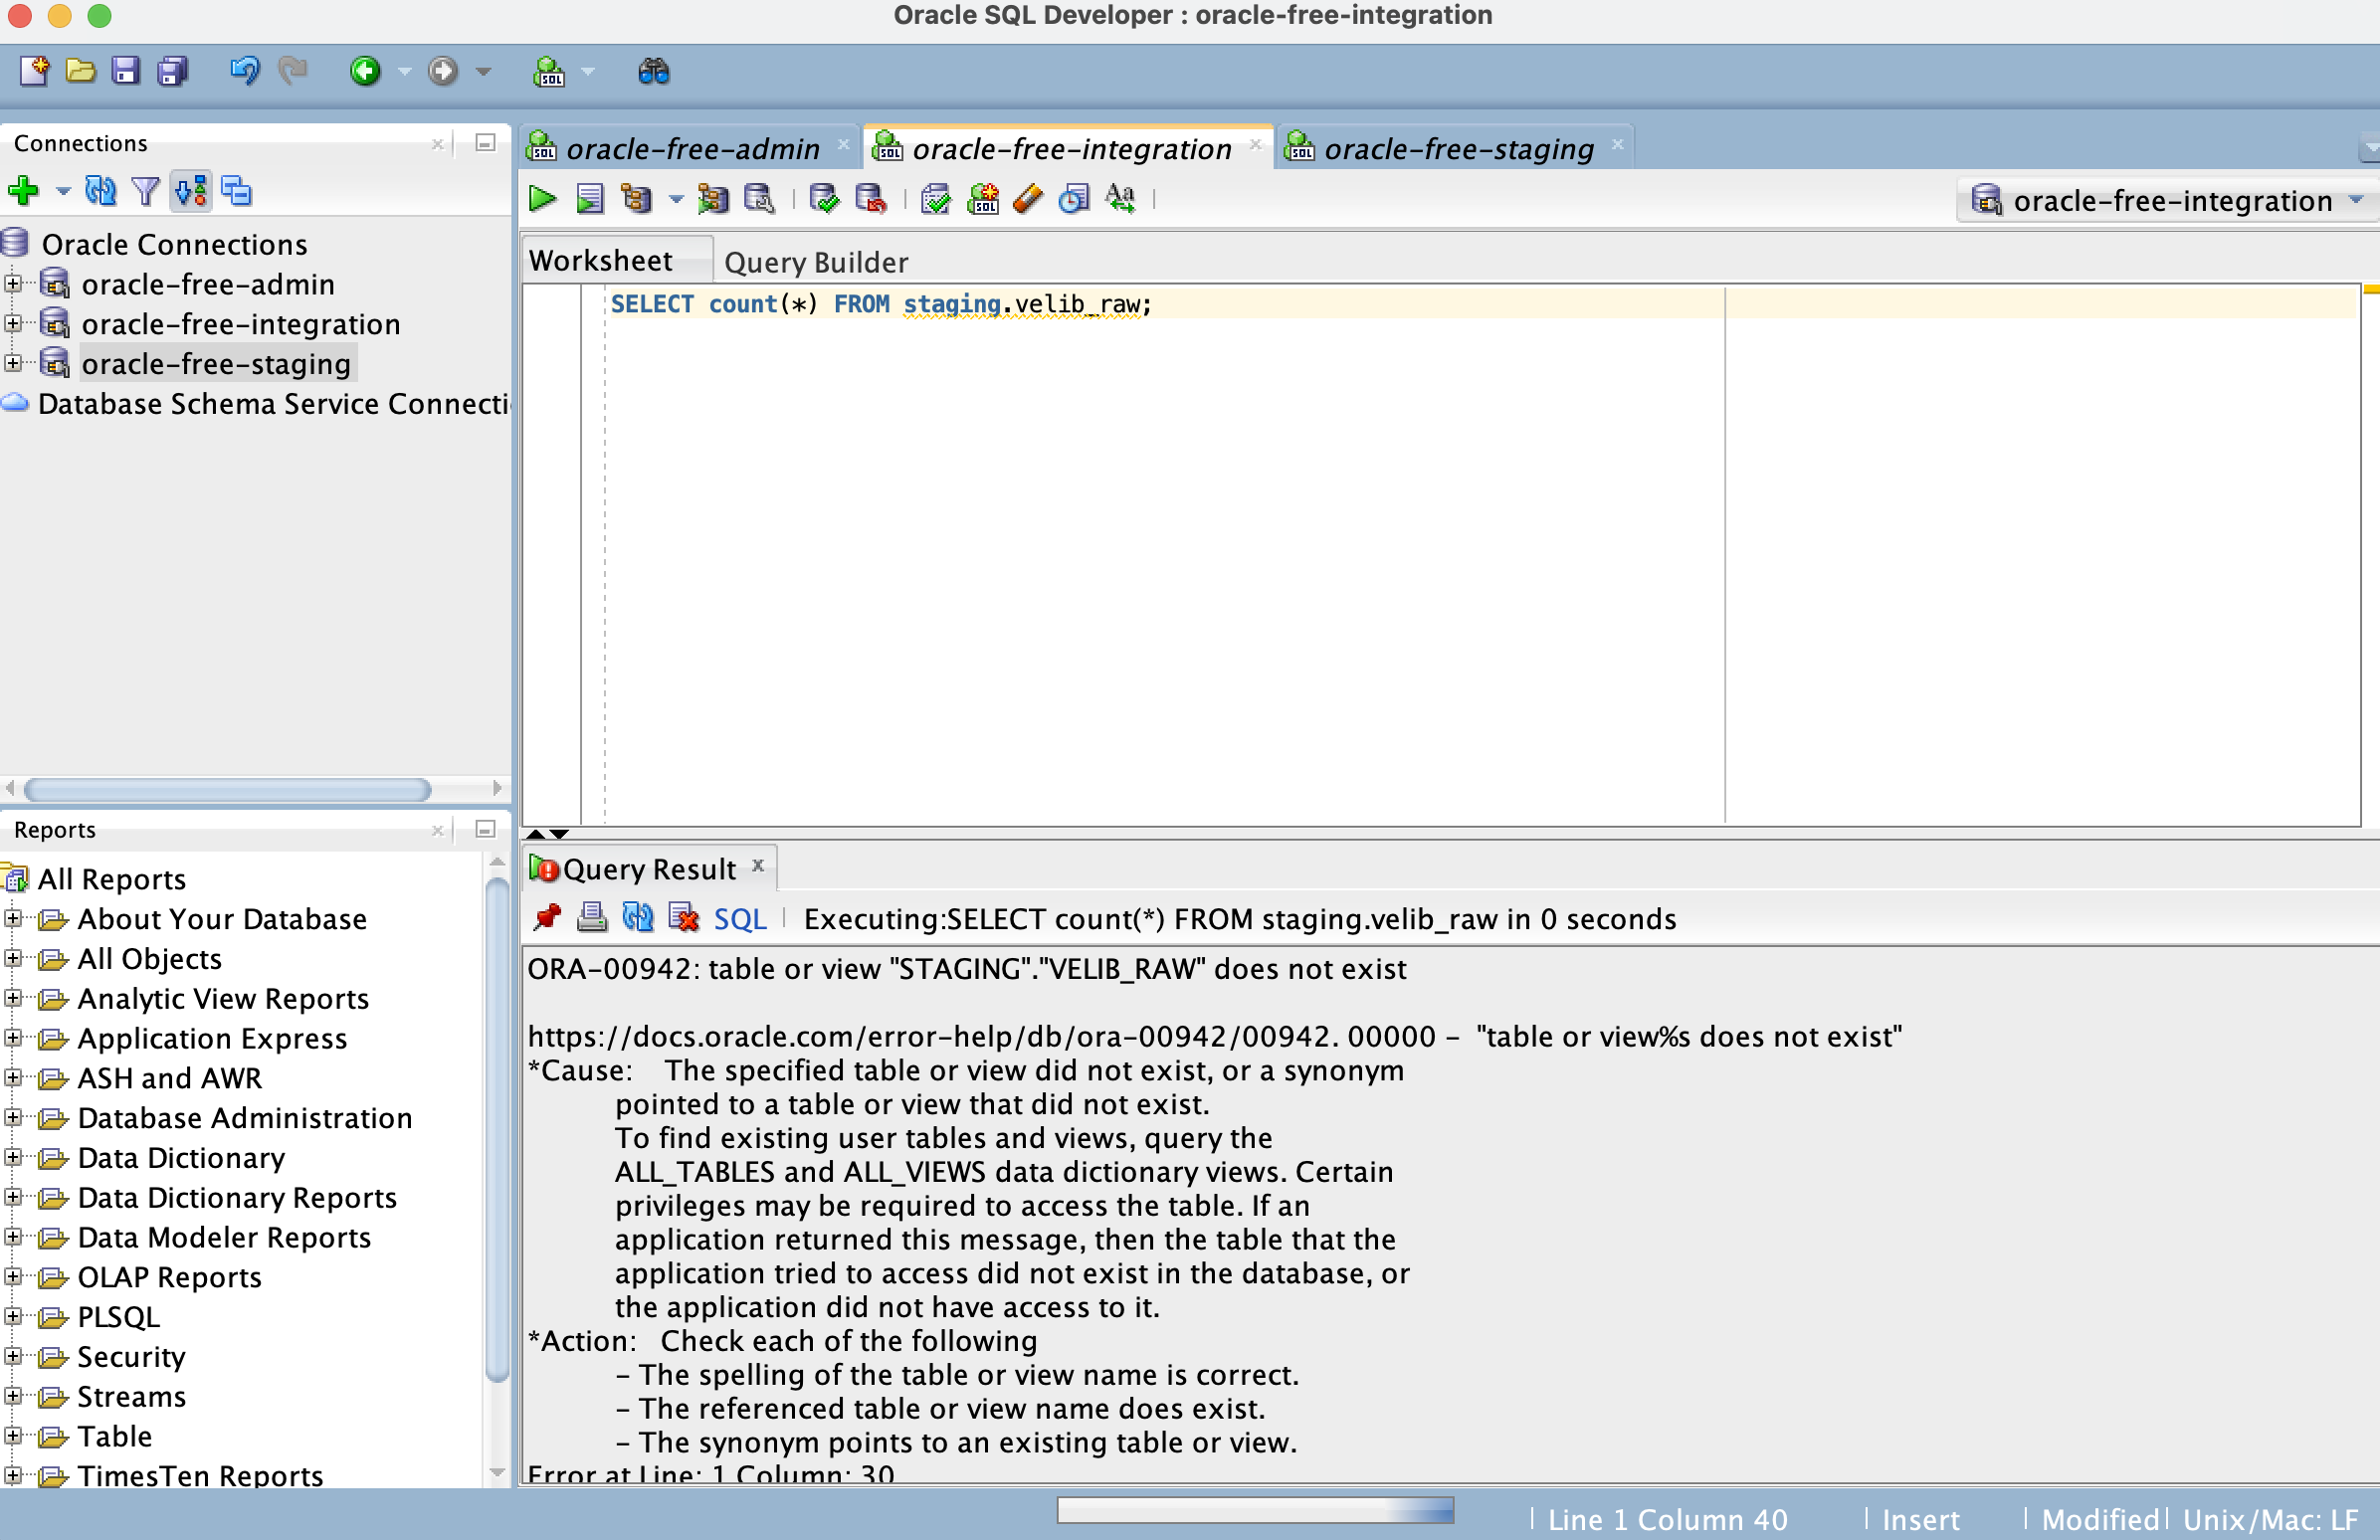 Oracle SQL Developer : oracle-free-integration
Connections
oracle-free-admin
oracle-free-integration
oracle-free-staging
oracle-free-integration
Oracle Connections
oracle-free-admin
oracle-free-integration
oracle-free-staging
Database Schema Service Connecti
Worksheet
Query Builder
SELECT count(*) FROM staging.velib_raw;
Reports
All Reports
About Your Database
All Objects
Analytic View Reports
Application Express
ASH and AWR
Database Administration
Data Dictionary
Data Dictionary Reports
Data Modeler Reports
OLAP Reports
PLSQL
Security
Streams
Table
TimesTen Reports
Query Result
SQL
Executing:SELECT count(*) FROM staging.velib_raw in 0 seconds
ORA-00942: table or view "STAGING"."VELIB_RAW" does not exist
https://docs.oracle.com/error-help/db/ora-00942/00942. 00000 -  "table or view%s does not exist"
*Cause:    The specified table or view did not exist, or a synonym
pointed to a table or view that did not exist.
To find existing user tables and views, query the
ALL_TABLES and ALL_VIEWS data dictionary views. Certain
privileges may be required to access the table. If an
application returned this message, then the table that the
application tried to access did not exist in the database, or
the application did not have access to it.
*Action:   Check each of the following
- The spelling of the table or view name is correct.
- The referenced table or view name does exist.
- The synonym points to an existing table or view.
Error at Line: 1 Column: 30
Line 1 Column 40
Insert
Modified
Unix/Mac: LF